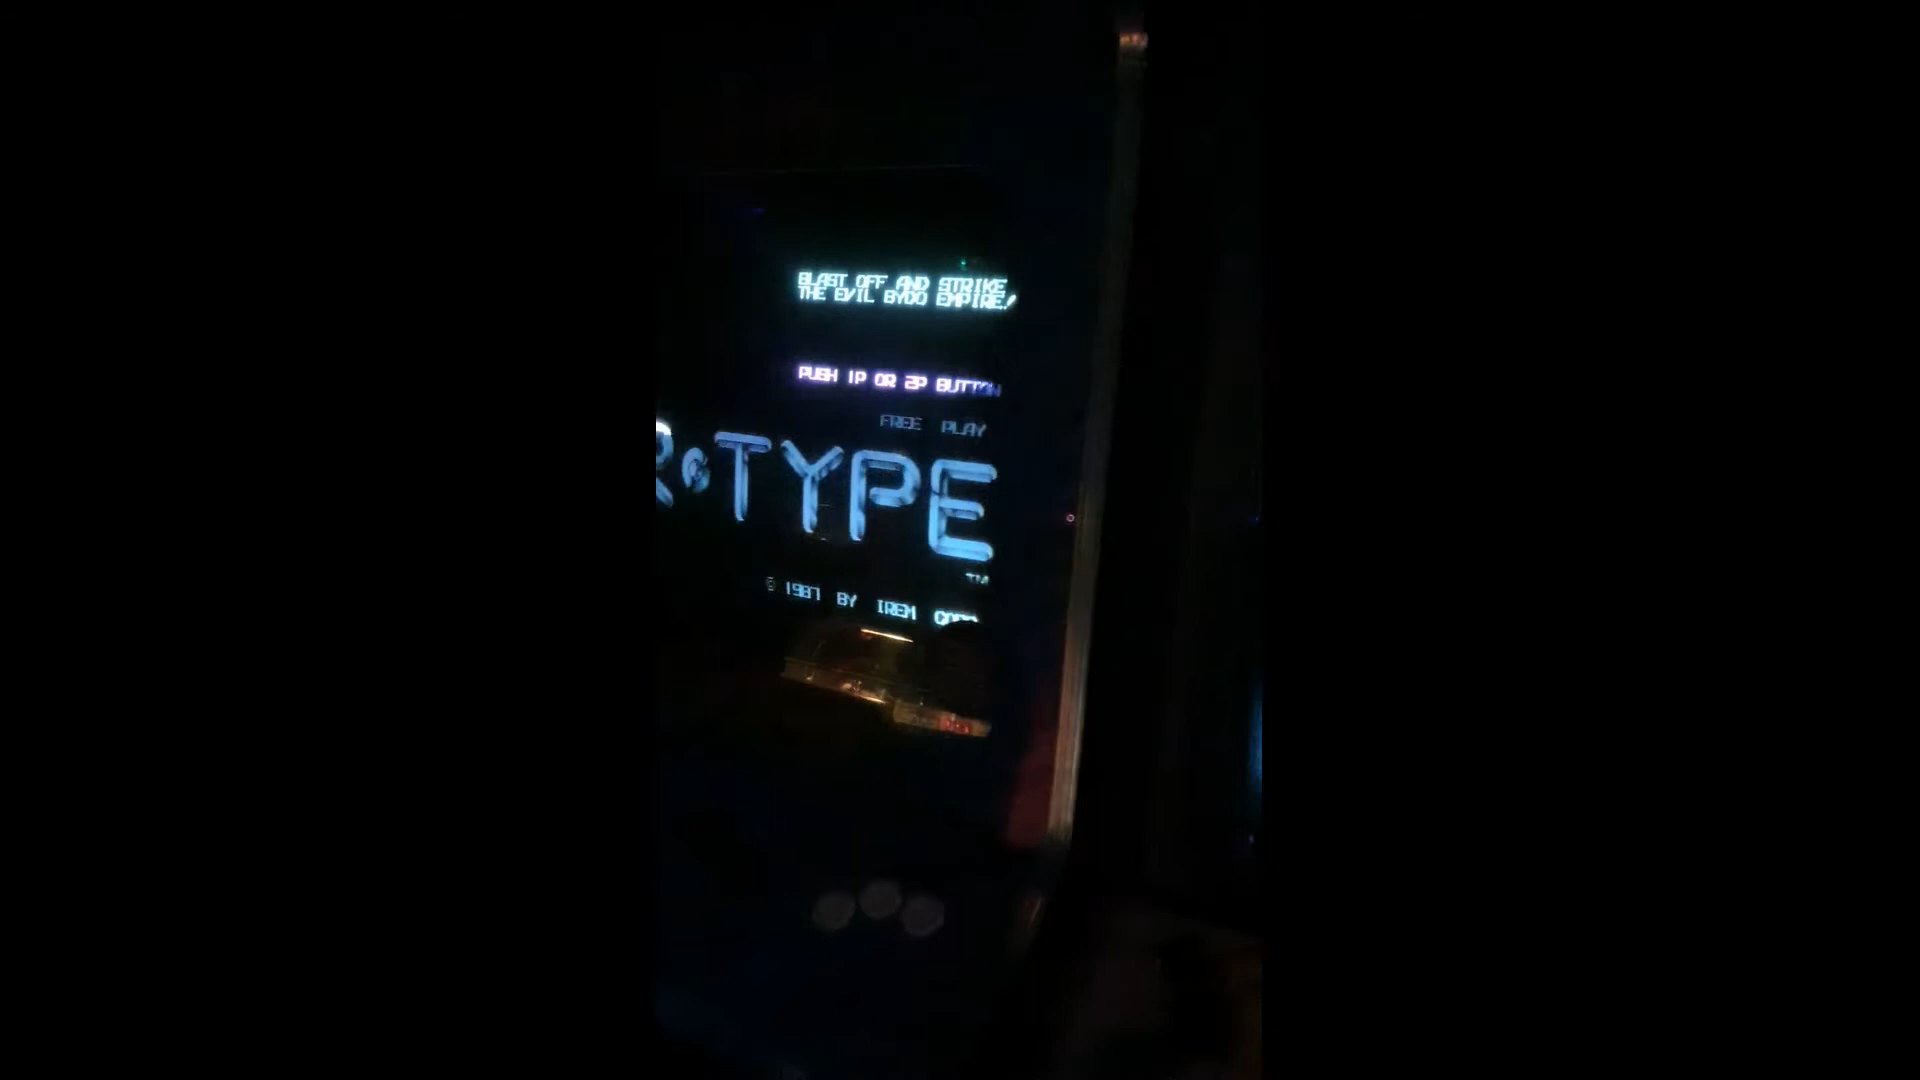 BLAST OFF AND STRIKE
THE EVIL BYDO EMPIRE!
PUSH 1P OR 2P BUTTON
FREE PLAY
R•TYPE
TM
© 1987 BY IREM CORP